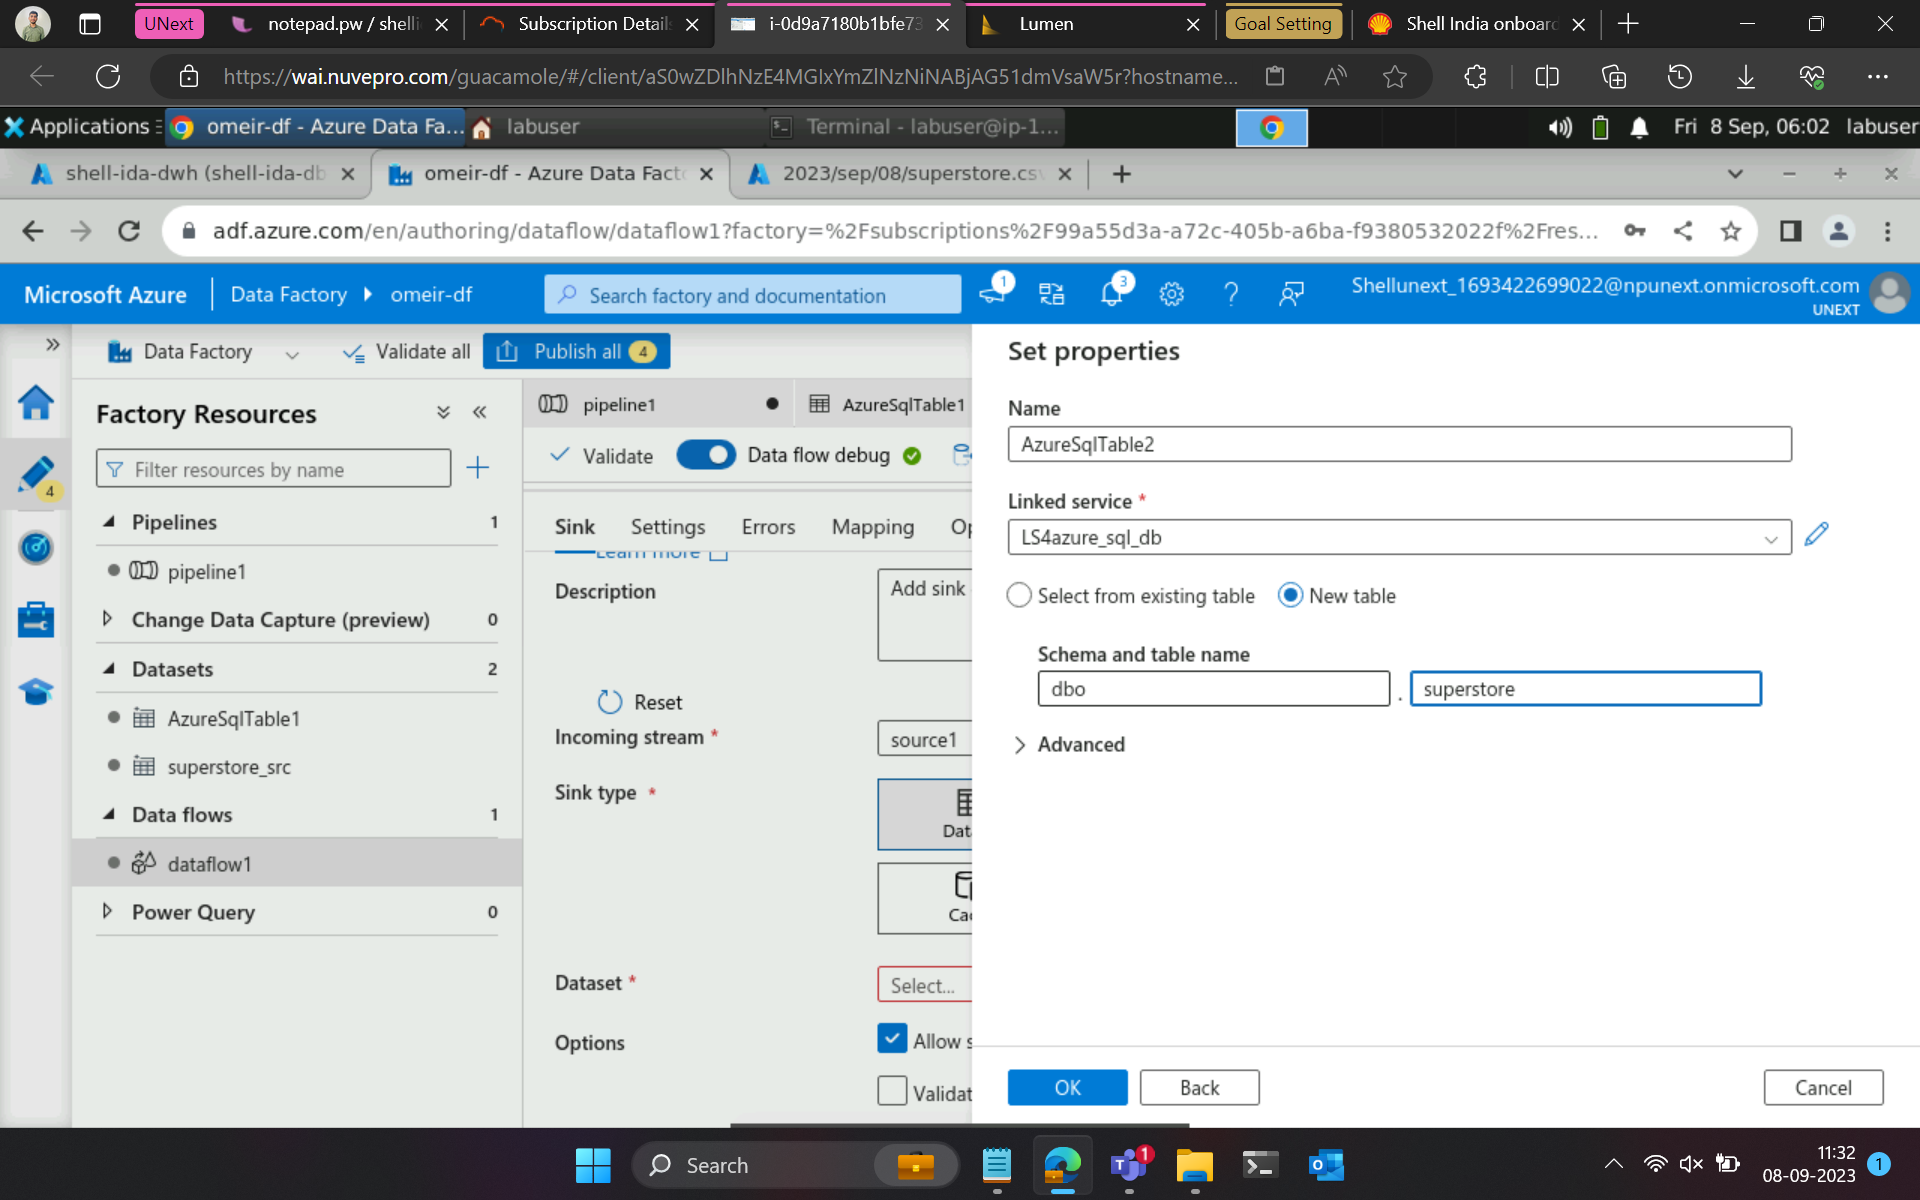 UNext
notepad.pw / shelli
Subscription Details
i-0d9a7180b1bfe73
Lumen
Goal Setting
Shell India onboard
https://wai.nuvepro.com/guacamole/#/client/aS0wZDlhNzE4MGIxYmZlNzNiNABjAG51dmVsaW5r?hostname...
Applications
omeir-df - Azure Data Fa...
labuser
Terminal - labuser@ip-1...
Fri 8 Sep, 06:02
labuser
shell-ida-dwh (shell-ida-db
omeir-df - Azure Data Fact
2023/sep/08/superstore.csv
adf.azure.com/en/authoring/dataflow/dataflow1?factory=%2Fsubscriptions%2F99a55d3a-a72c-405b-a6ba-f9380532022f%2Fres...
Microsoft Azure
Data Factory
omeir-df
Search factory and documentation
1
3
Shellunext_1693422699022@npunext.onmicrosoft.com
UNEXT
Data Factory
Validate all
Publish all 4
Set properties
Factory Resources
pipeline1
AzureSqlTable1
Name
AzureSqlTable2
Validate
Data flow debug
Filter resources by name
4
Linked service *
LS4azure_sql_db
Pipelines 1
Sink
Settings
Errors
Mapping
Op
Learn more
pipeline1
Description
Add sink
Select from existing table
New table
Change Data Capture (preview) 0
Schema and table name
dbo . superstore
Datasets 2
AzureSqlTable1
Reset
Incoming stream *
source1
Advanced
superstore_src
Sink type *
Data
Data flows 1
dataflow1
Cac
Power Query 0
Dataset *
Select...
Options
Allow s
Validat
OK
Back
Cancel
Search
1
11:32
08-09-2023
1